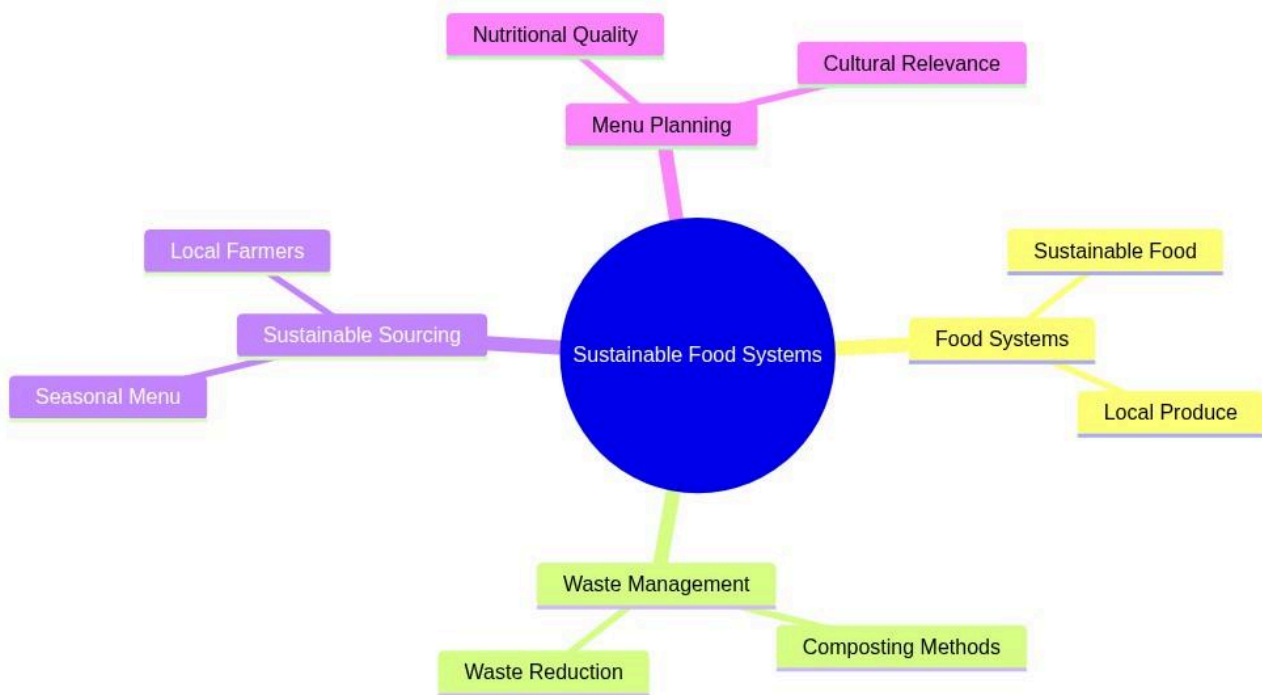 Nutritional Quality
Cultural Relevance
Menu Planning
Local Farmers
Sustainable Food
Sustainable Sourcing
Sustainable Food Systems
Food Systems
Seasonal Menu
Local Produce
Waste Management
Composting Methods
Waste Reduction